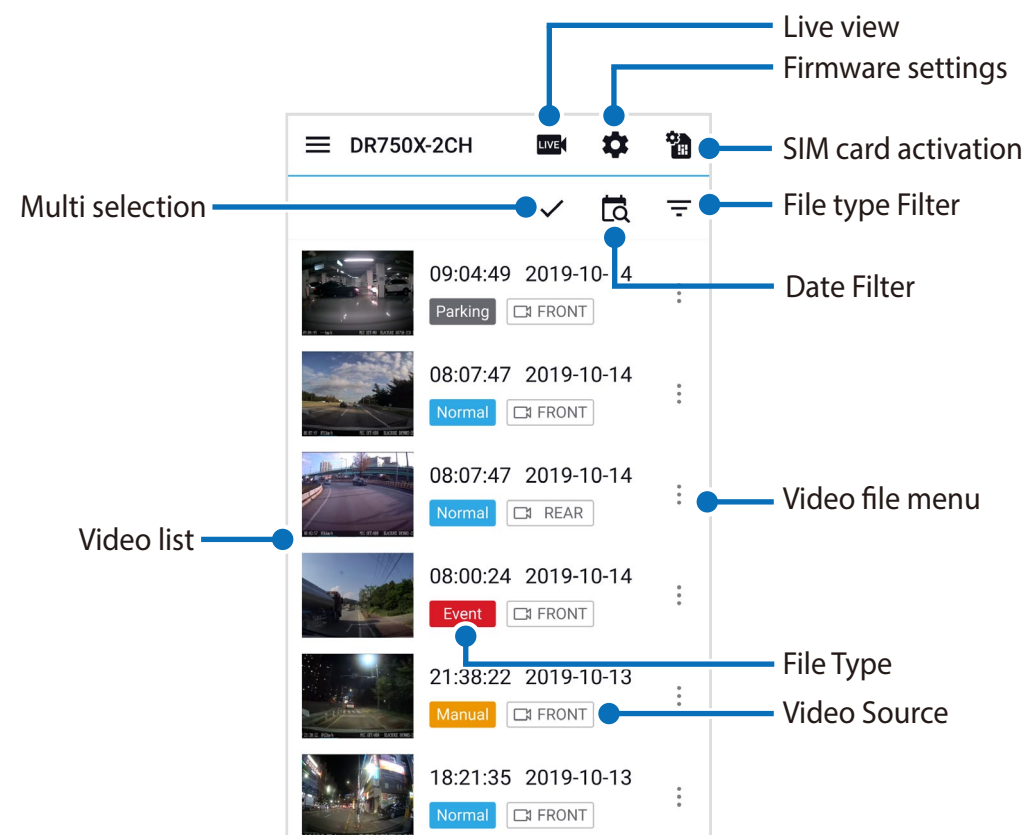 Live view
Firmware settings
DR750X-2CH
LIVE
SIM card activation
Multi selection
File type Filter
09:04:49 2019-10-14
Date Filter
Parking FRONT
08:07:47 2019-10-14
Normal FRONT
08:07:47 2019-10-14
Normal REAR
Video file menu
Video list
08:00:24 2019-10-14
Event FRONT
File Type
21:38:22 2019-10-13
Manual FRONT
Video Source
18:21:35 2019-10-13
Normal FRONT